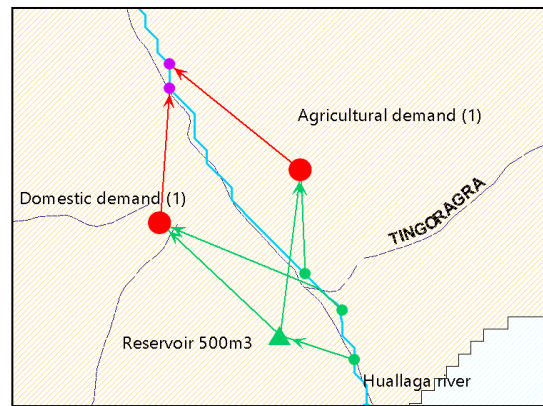 Agricultural demand (1)
Domestic demand (1)
TINGORAGRA
Reservoir 500m3
Huallaga river